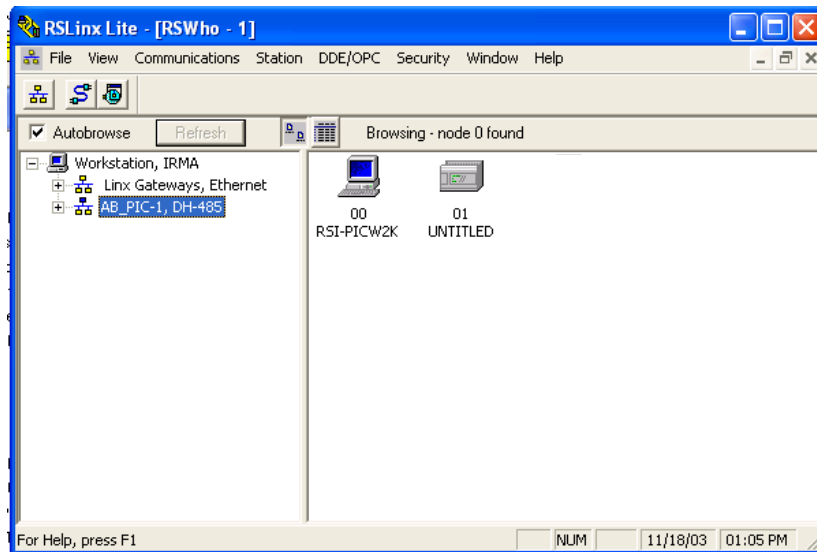 RSLinx Lite - [RSWho - 1]
File View Communications Station DDE/OPC Security Window Help
Autobrowse Refresh Browsing - node 0 found
Workstation, IRMA
Linx Gateways, Ethernet
AB_PIC-1, DH-485
00
RSI-PICW2K
01
UNTITLED
For Help, press F1 NUM 11/18/03 01:05 PM